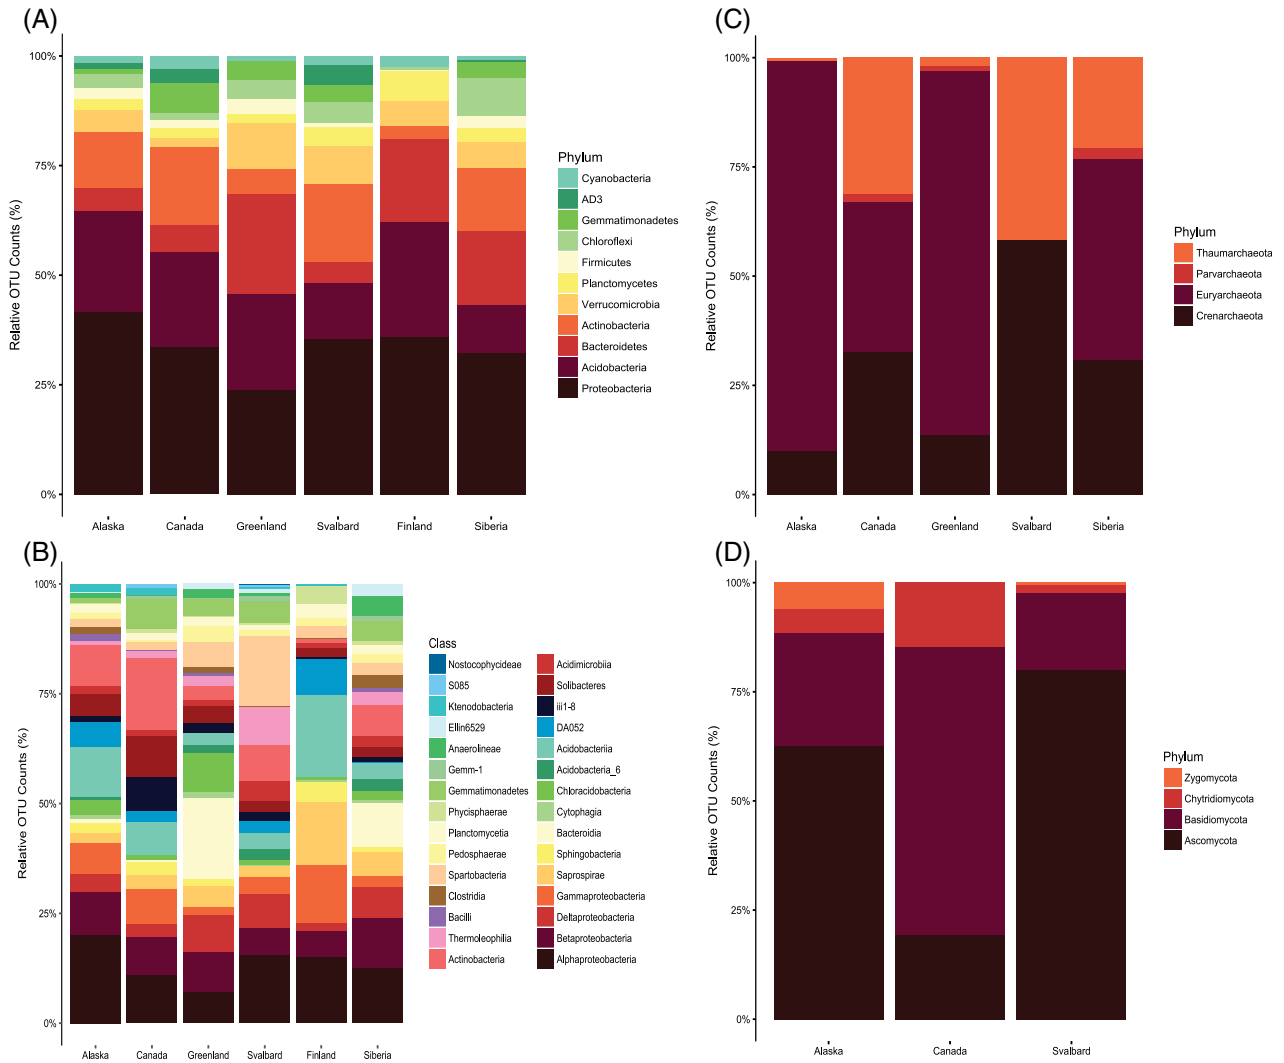 (A)
Relative OTU Counts (%)
100%
75%
50%
25%
0%
Alaska Canada Greenland Svalbard Finland Siberia
Phylum
Cyanobacteria
AD3
Gemmatimonadetes
Chloroflexi
Firmicutes
Planctomycetes
Verrucomicrobia
Actinobacteria
Bacteroidetes
Acidobacteria
Proteobacteria
(B)
Relative OTU Counts (%)
100%
75%
50%
25%
0%
Alaska Canada Greenland Svalbard Finland Siberia
Class
Nostocophycideae Acidimicrobiia
S085 Solibacteres
Ktenodobacteria iii1-8
Ellin6529 DA052
Anaerolineae Acidobacteriia
Gemm-1 Acidobacteria_6
Gemmatimonadetes Chloracidobacteria
Phycisphaerae Cytophagia
Planctomycetia Bacteroidia
Pedosphaerae Sphingobacteria
Spartobacteria Saprospirae
Clostridia Gammaproteobacteria
Bacilli Deltaproteobacteria
Thermoleophilia Betaproteobacteria
Actinobacteria Alphaproteobacteria
(C)
Relative OTU Counts (%)
100%
75%
50%
25%
0%
Alaska Canada Greenland Svalbard Siberia
Phylum
Thaumarchaeota
Parvarchaeota
Euryarchaeota
Crenarchaeota
(D)
Relative OTU Counts (%)
100%
75%
50%
25%
0%
Alaska Canada Svalbard
Phylum
Zygomycota
Chytridiomycota
Basidiomycota
Ascomycota